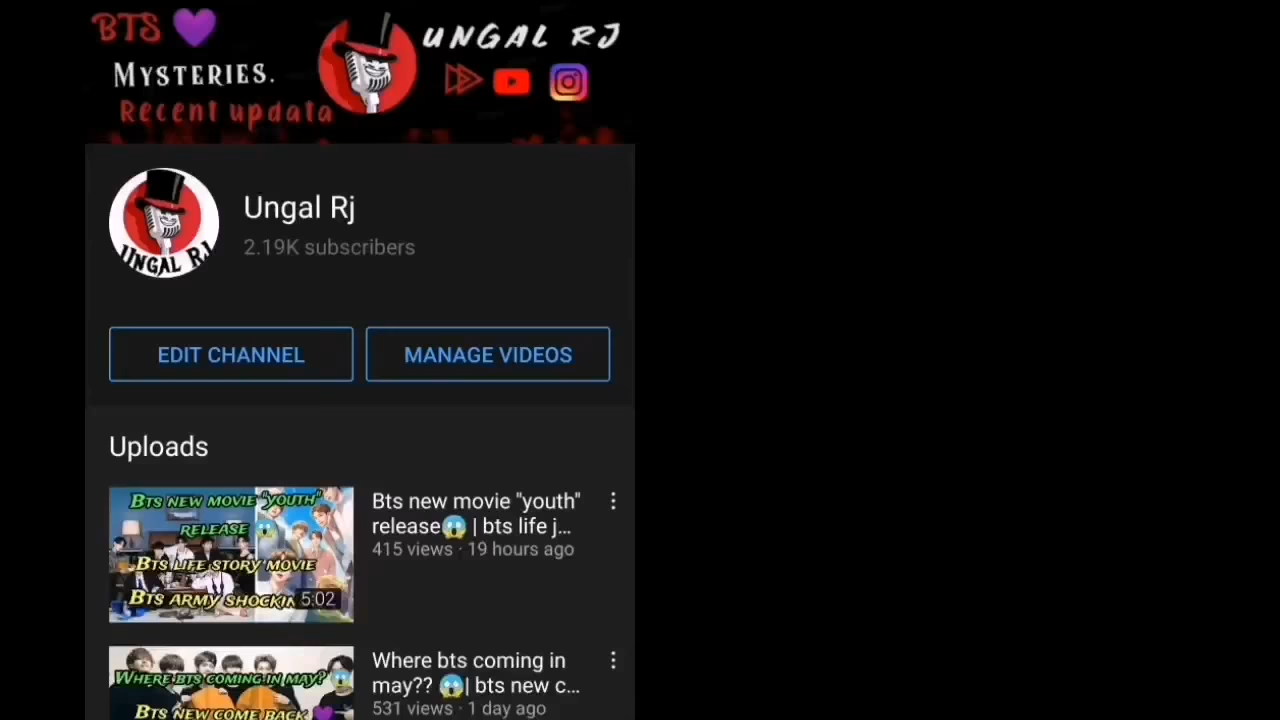 BTS 💜
MYSTERIES.
Recent updata
UNGAL RJ
UNGAL RJ
Ungal Rj
2.19K subscribers
EDIT CHANNEL
MANAGE VIDEOS
Uploads
BTS NEW MOVIE "YOUTH"
RELEASE 😱
BTS LIFE STORY MOVIE
BTS ARMY SHOCKIN
5:02
Bts new movie "youth"
release😱 | bts life j...
415 views · 19 hours ago
WHERE BTS COMING IN MAY? 😱
BTS NEW COME BACK 💜
Where bts coming in
may?? 😱| bts new c...
531 views · 1 day ago